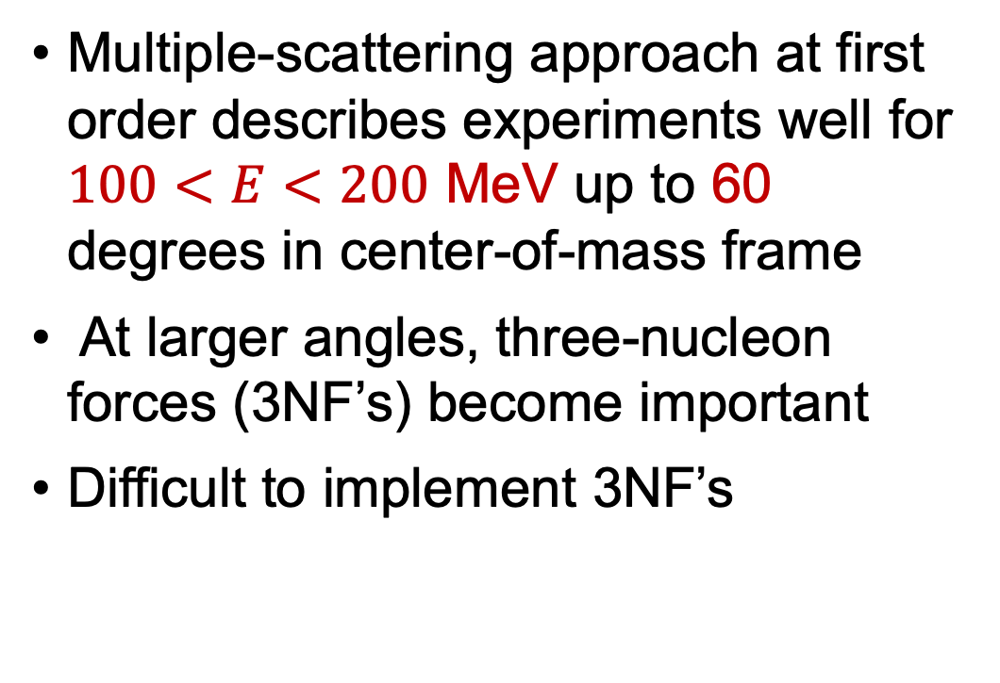 • Multiple-scattering approach at first
order describes experiments well for
100 < E < 200 MeV up to 60
degrees in center-of-mass frame
• At larger angles, three-nucleon
forces (3NF’s) become important
• Difficult to implement 3NF’s